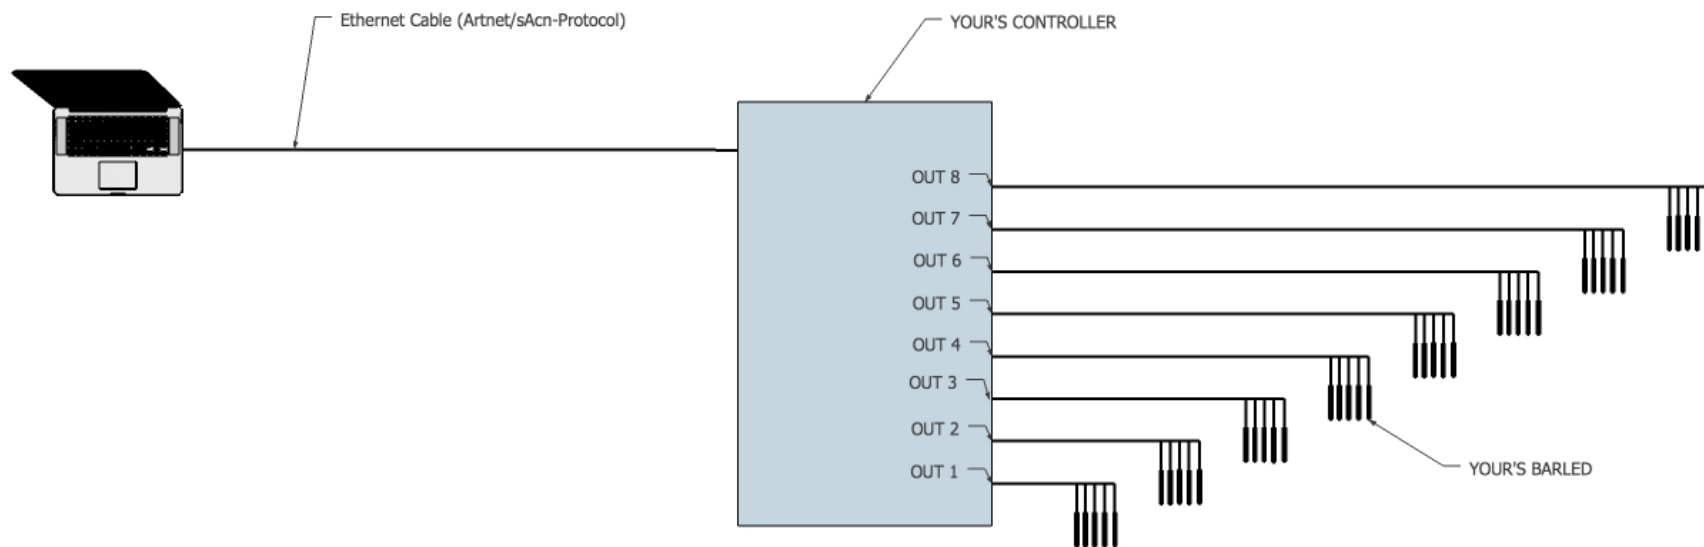 Ethernet Cable (Artnet/sAcn-Protocol)
YOUR'S CONTROLLER
OUT 8
OUT 7
OUT 6
OUT 5
OUT 4
OUT 3
OUT 2
OUT 1
YOUR'S BARLED